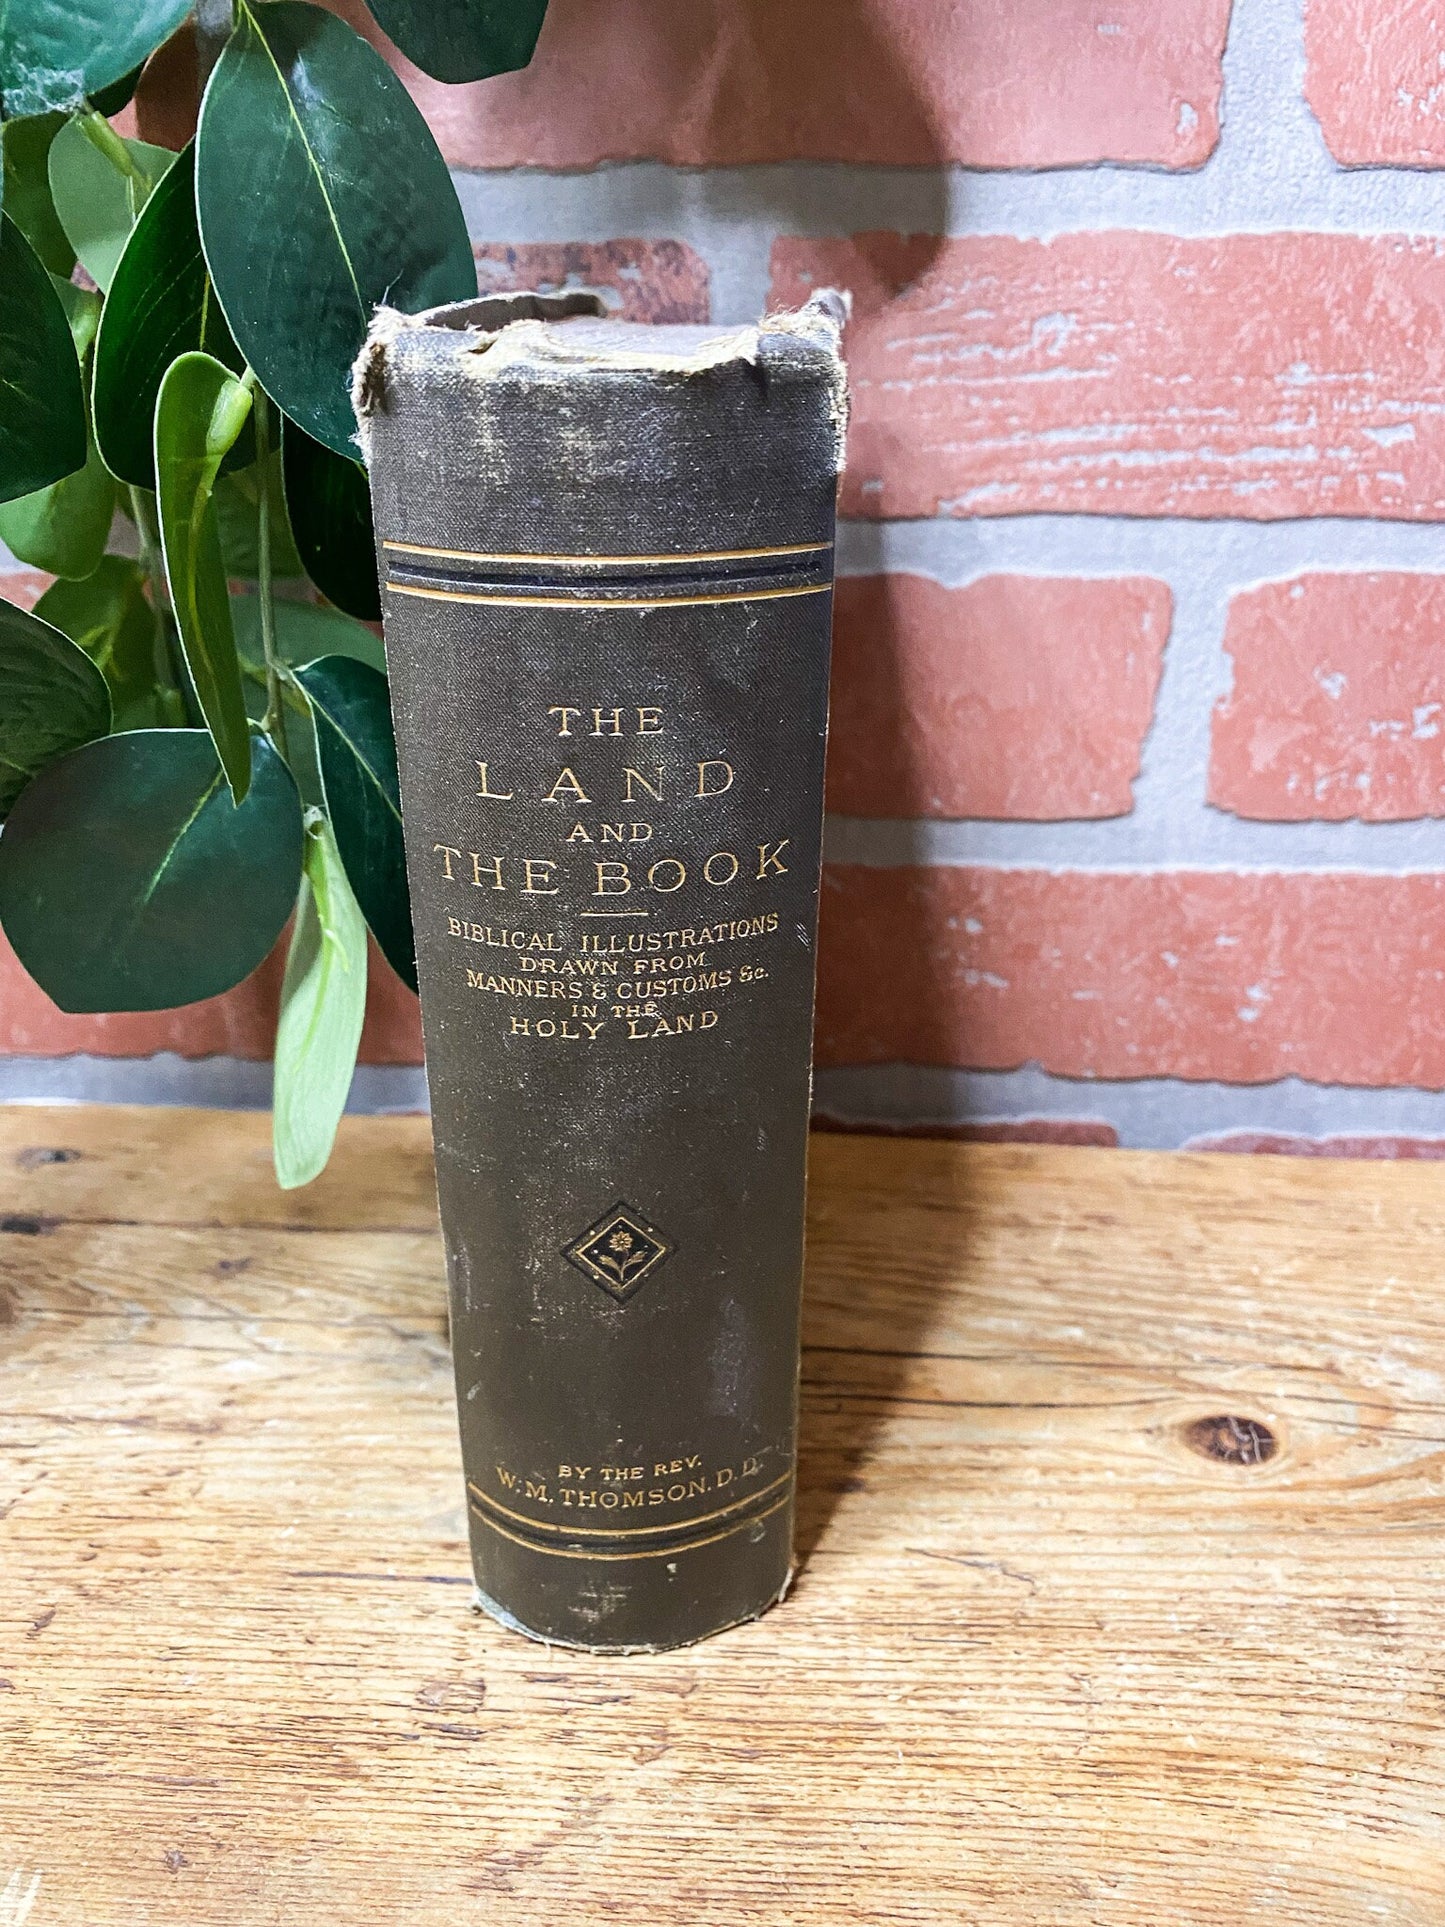 THE
LAND
AND
THE BOOK
BIBLICAL ILLUSTRATIONS
DRAWN FROM
MANNERS & CUSTOMS &c.
IN THE
HOLY LAND
BY THE REV.
W. M. THOMSON. D. D.